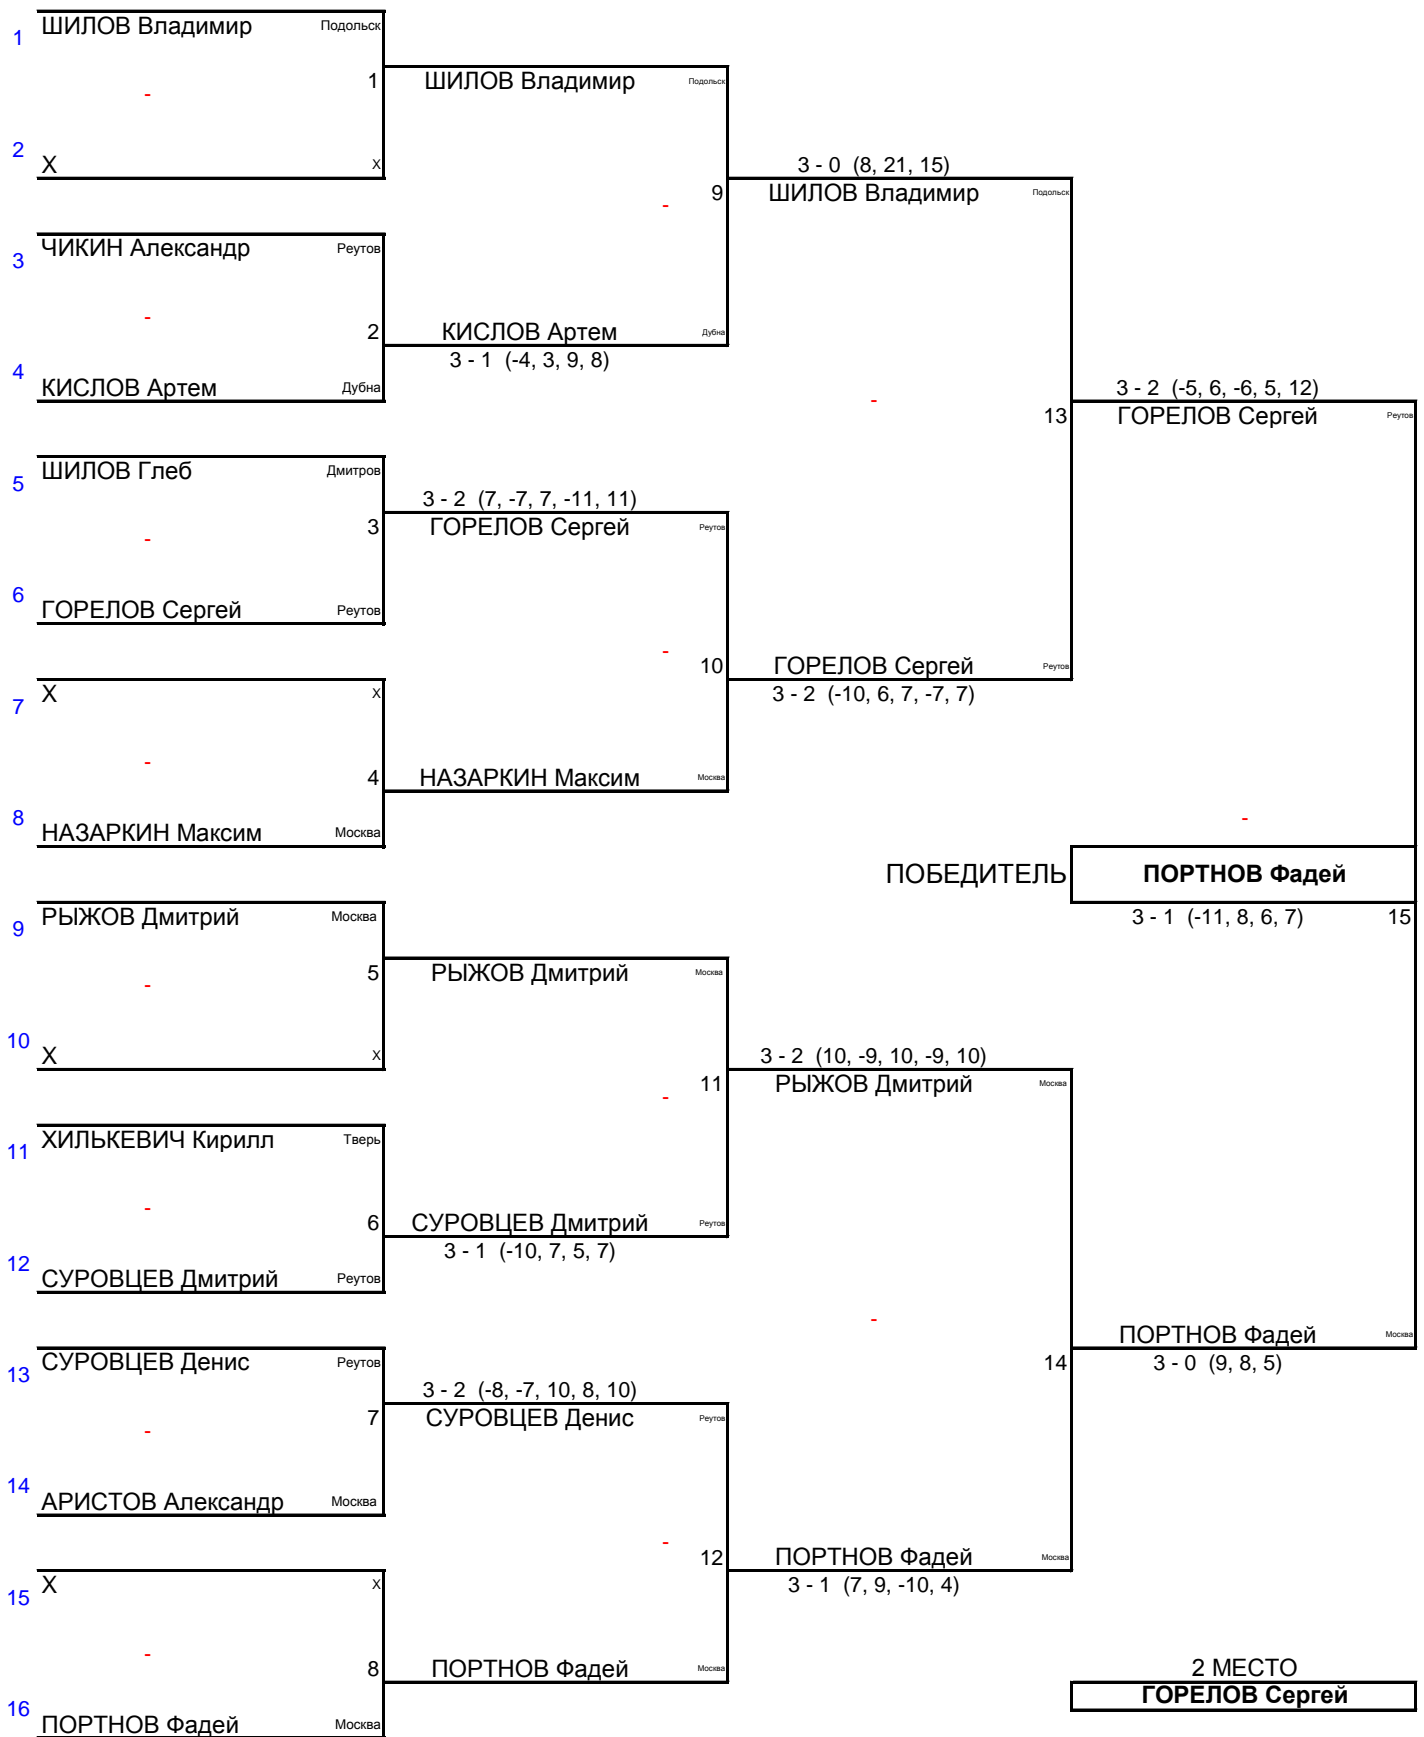 1 ШИЛОВ Владимир Подольск
1 ШИЛОВ Владимир Подольск
-
2 X X
3 - 0 (8, 21, 15)
- 9 ШИЛОВ Владимир Подольск
3 ЧИКИН Александр Реутов
-
2 КИСЛОВ Артем Дубна
3 - 1 (-4, 3, 9, 8)
4 КИСЛОВ Артем Дубна
3 - 2 (-5, 6, -6, 5, 12)
- 13 ГОРЕЛОВ Сергей Реутов
5 ШИЛОВ Глеб Дмитров
3 - 2 (7, -7, 7, -11, 11)
- 3 ГОРЕЛОВ Сергей Реутов
6 ГОРЕЛОВ Сергей Реутов
- 10 ГОРЕЛОВ Сергей Реутов
3 - 2 (-10, 6, 7, -7, 7)
7 X X
-
4 НАЗАРКИН Максим Москва
8 НАЗАРКИН Максим Москва
-
ПОБЕДИТЕЛЬ ПОРТНОВ Фадей
3 - 1 (-11, 8, 6, 7) 15
9 РЫЖОВ Дмитрий Москва
- 5 РЫЖОВ Дмитрий Москва
10 X X
3 - 2 (10, -9, 10, -9, 10)
- 11 РЫЖОВ Дмитрий Москва
11 ХИЛЬКЕВИЧ Кирилл Тверь
-
6 СУРОВЦЕВ Дмитрий Реутов
3 - 1 (-10, 7, 5, 7)
12 СУРОВЦЕВ Дмитрий Реутов
-
ПОРТНОВ Фадей Москва
14 3 - 0 (9, 8, 5)
13 СУРОВЦЕВ Денис Реутов
3 - 2 (-8, -7, 10, 8, 10)
- 7 СУРОВЦЕВ Денис Реутов
14 АРИСТОВ Александр Москва
- 12 ПОРТНОВ Фадей Москва
3 - 1 (7, 9, -10, 4)
15 X X
-
8 ПОРТНОВ Фадей Москва
2 МЕСТО
ГОРЕЛОВ Сергей
16 ПОРТНОВ Фадей Москва